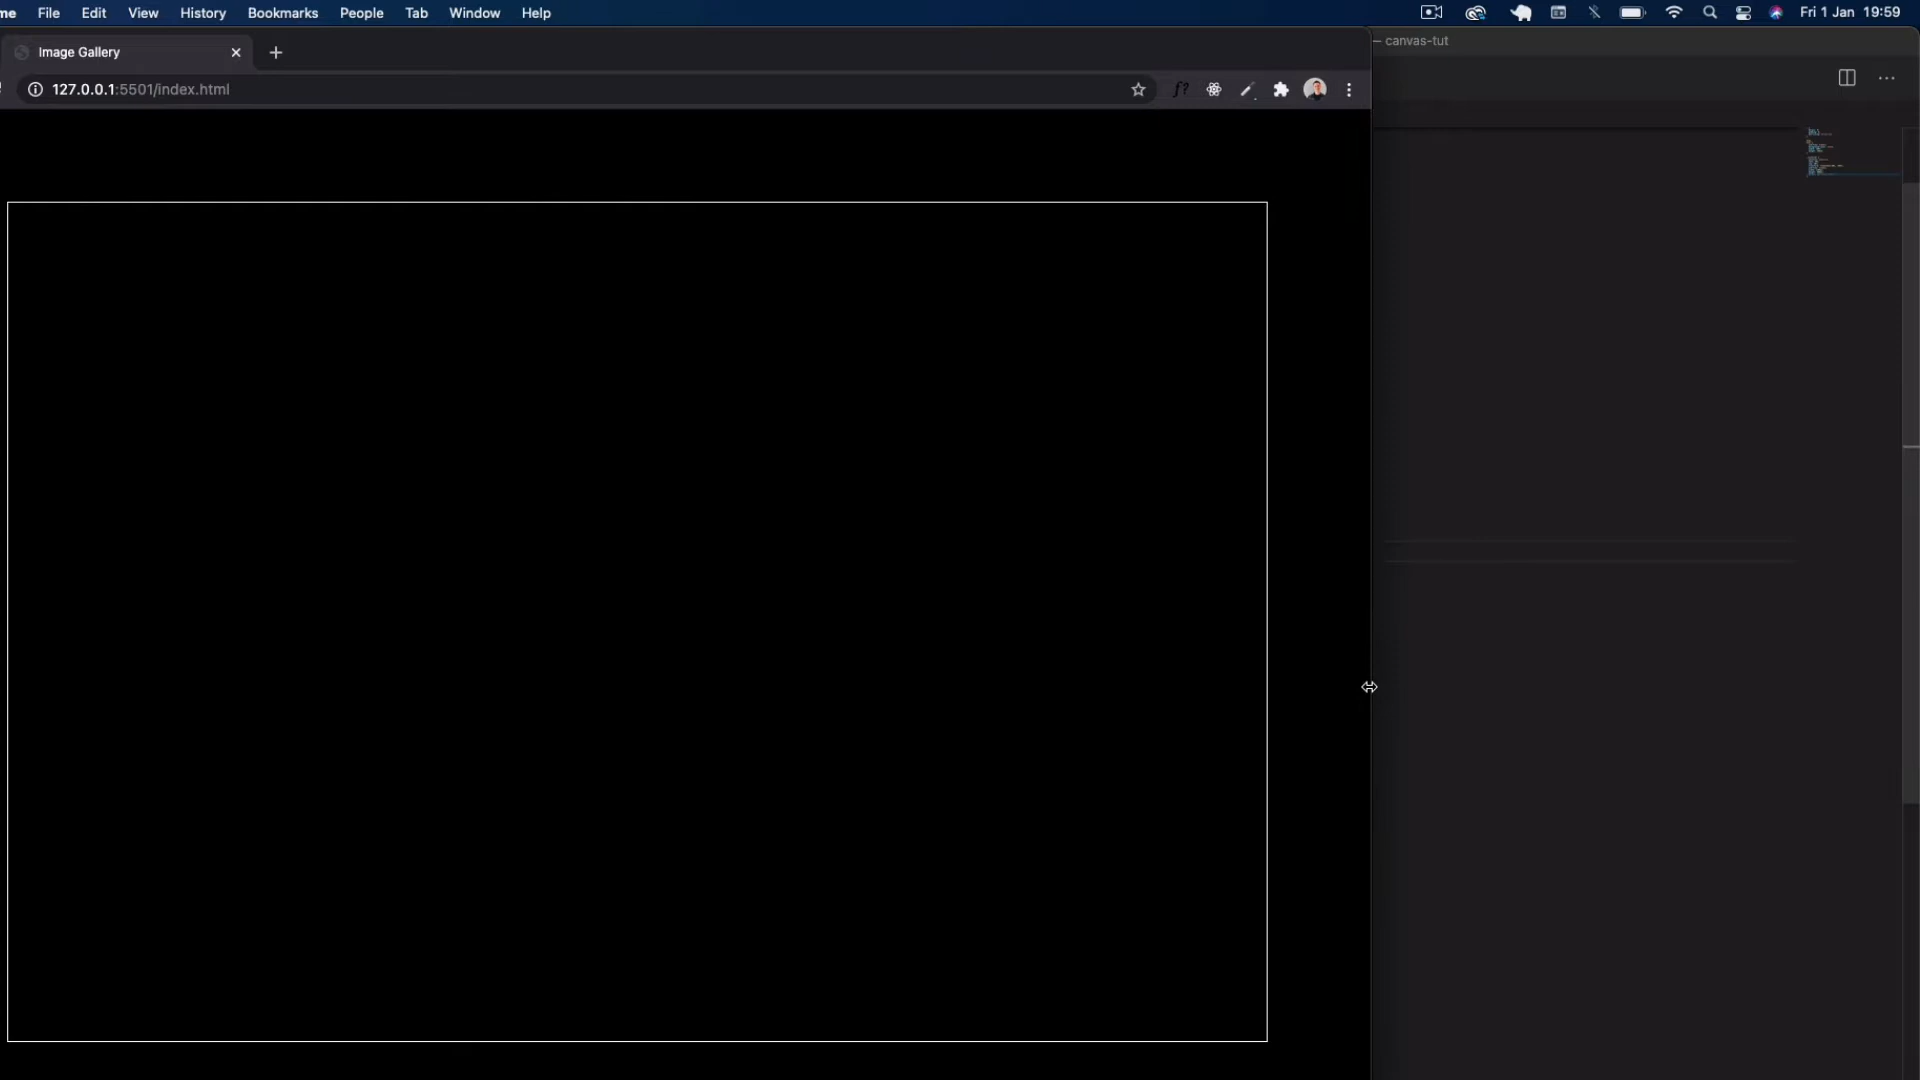 me File Edit View History Bookmarks People Tab Window Help Fri 1 Jan 19:59
Image Gallery
— canvas-tut
127.0.0.1:5501/index.html
f?